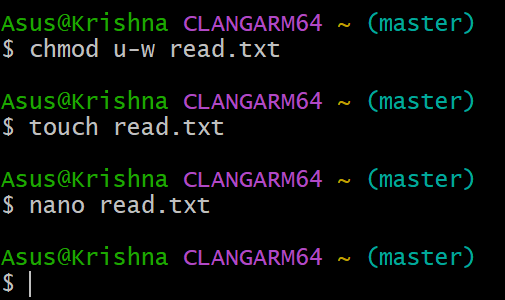 Asus@Krishna CLANGARM64 ~ (master)
$ chmod u-w read.txt
Asus@Krishna CLANGARM64 ~ (master)
$ touch read.txt
Asus@Krishna CLANGARM64 ~ (master)
$ nano read.txt
Asus@Krishna CLANGARM64 ~ (master)
$